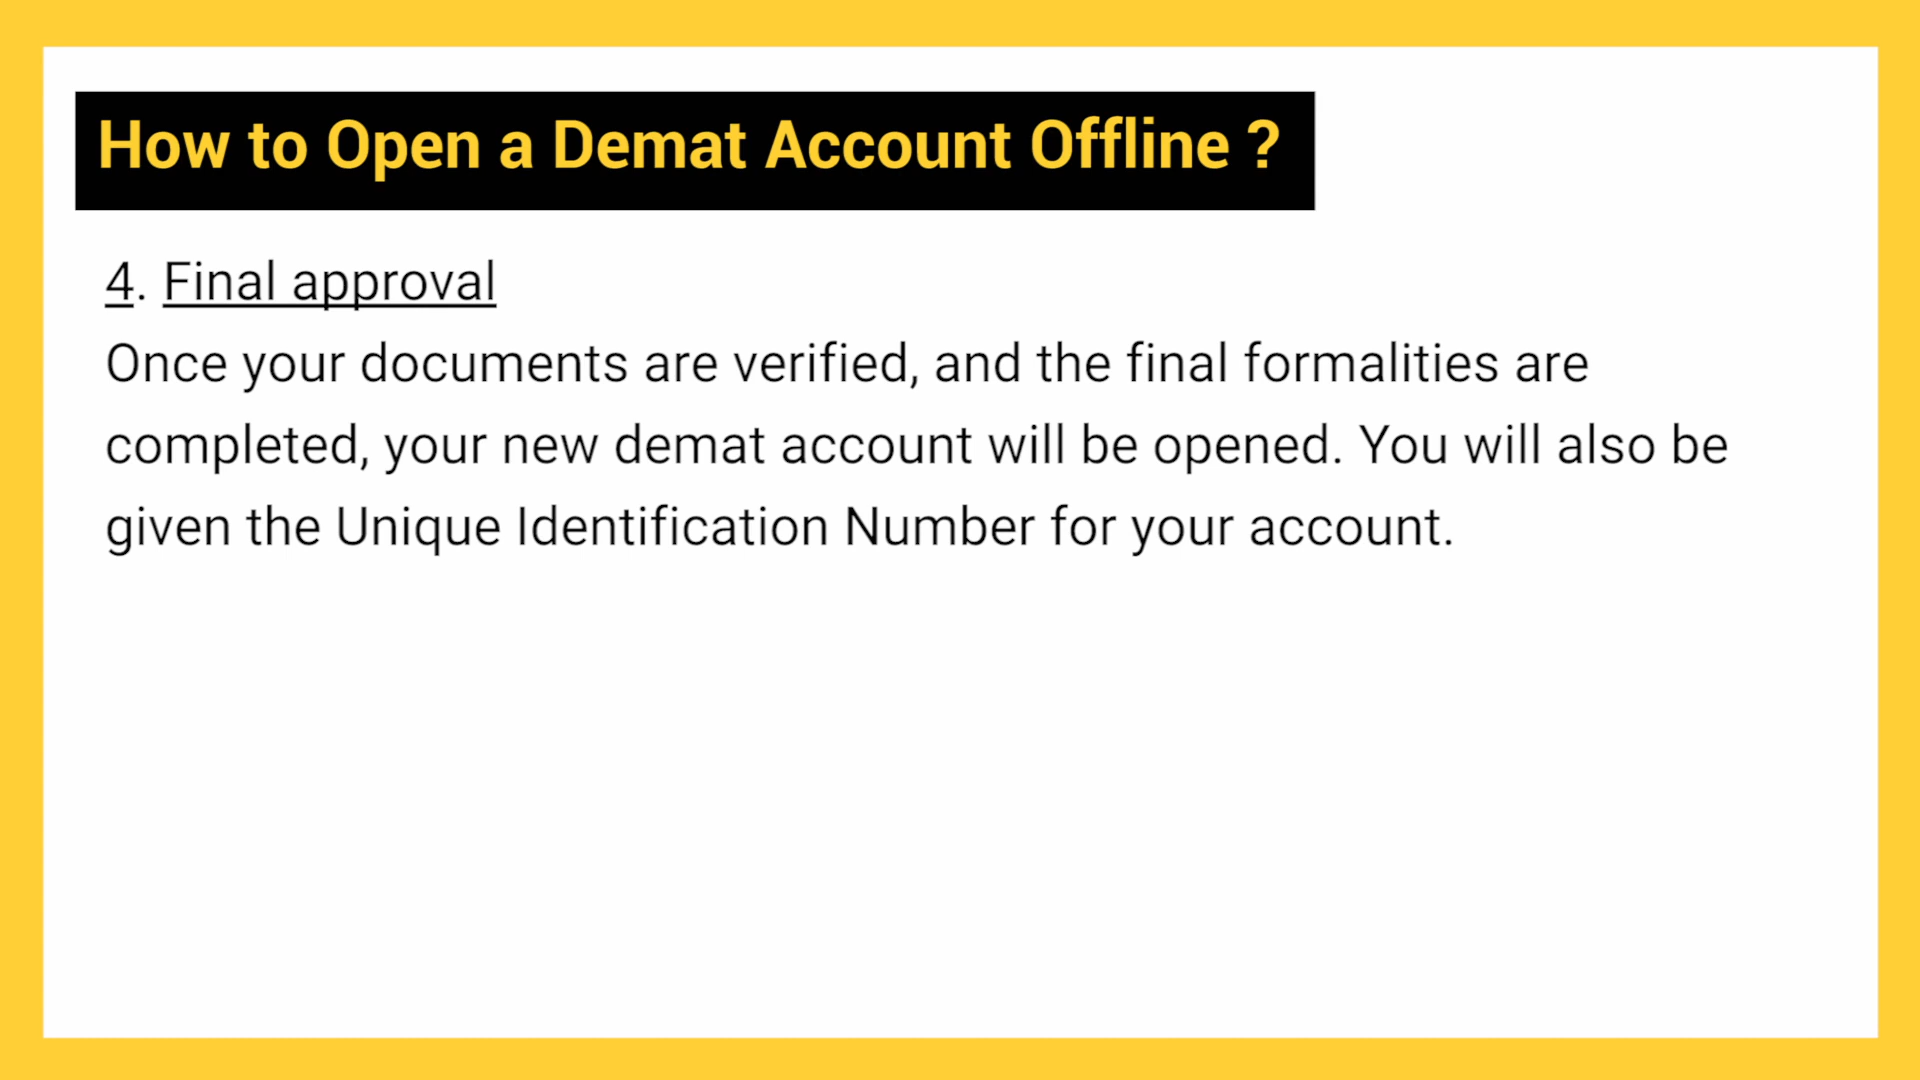 How to Open a Demat Account Offline ?
4. Final approval
Once your documents are verified, and the final formalities are
completed, your new demat account will be opened. You will also be
given the Unique Identification Number for your account.